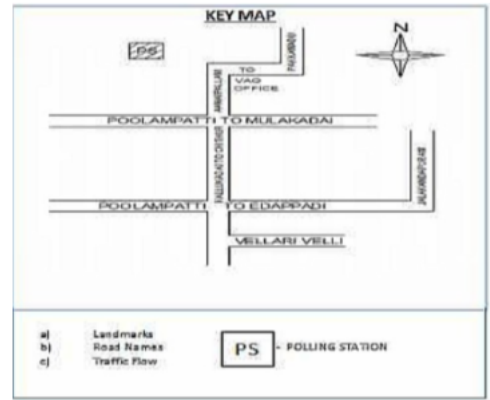 KEY MAP
PS
N
TO
VAO
OFFICE
POOLAMPATTI TO MULAKADAI
POOLAMPATTI TO EDAPPADI
VELLARI VELLI
a) Landmarks
b) Road Names
c) Traffic Flow
PS - POLLING STATION